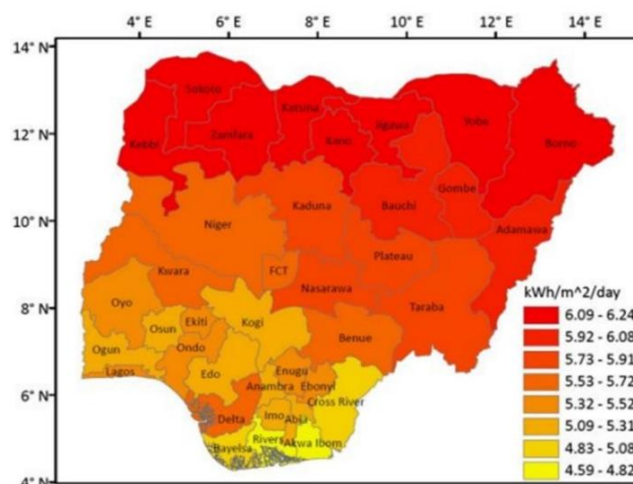 4° E 6° E 8° E 10° E 12° E 14° E
14° N
12° N
10° N
8° N
6° N
4° N
Sokoto
Katsina
Jigawa
Yobe
Borno
Zamfara
Kano
Kebbi
Gombe
Kaduna
Bauchi
Niger
Adamawa
Plateau
FCT
Kwara
Nasarawa
Taraba
Oyo
Kogi
Ekiti
Osun
Benue
Ogun
Ondo
Lagos
Edo
Enugu
Anambra
Ebonyi
Cross River
Delta
Imo
Abia
Rivers
Akwa Ibom
Bayelsa
kWh/m^2/day
6.09 - 6.24
5.92 - 6.08
5.73 - 5.91
5.53 - 5.72
5.32 - 5.52
5.09 - 5.31
4.83 - 5.08
4.59 - 4.82